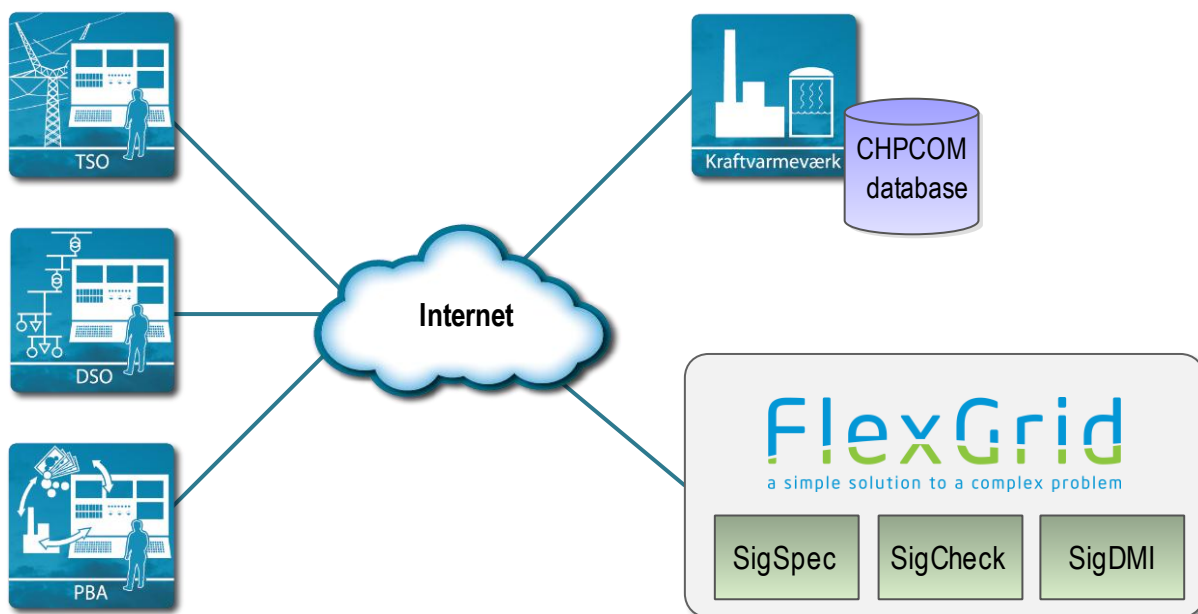 TSO
Kraftvarmeværk
CHPCOM
database
Internet
DSO
FlexGrid
a simple solution to a complex problem
SigSpec
SigCheck
SigDMI
PBA